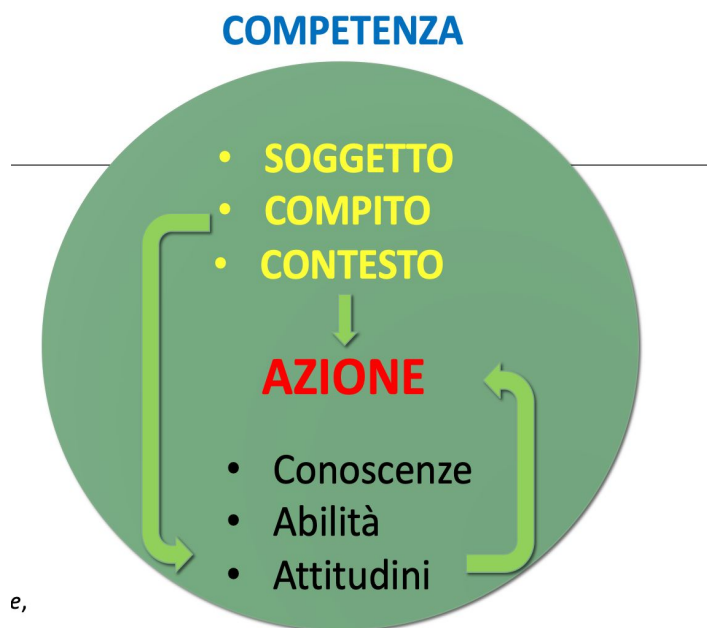 COMPETENZA
• SOGGETTO
• COMPITO
• CONTESTO
AZIONE
• Conoscenze
• Abilità
• Attitudini
e,